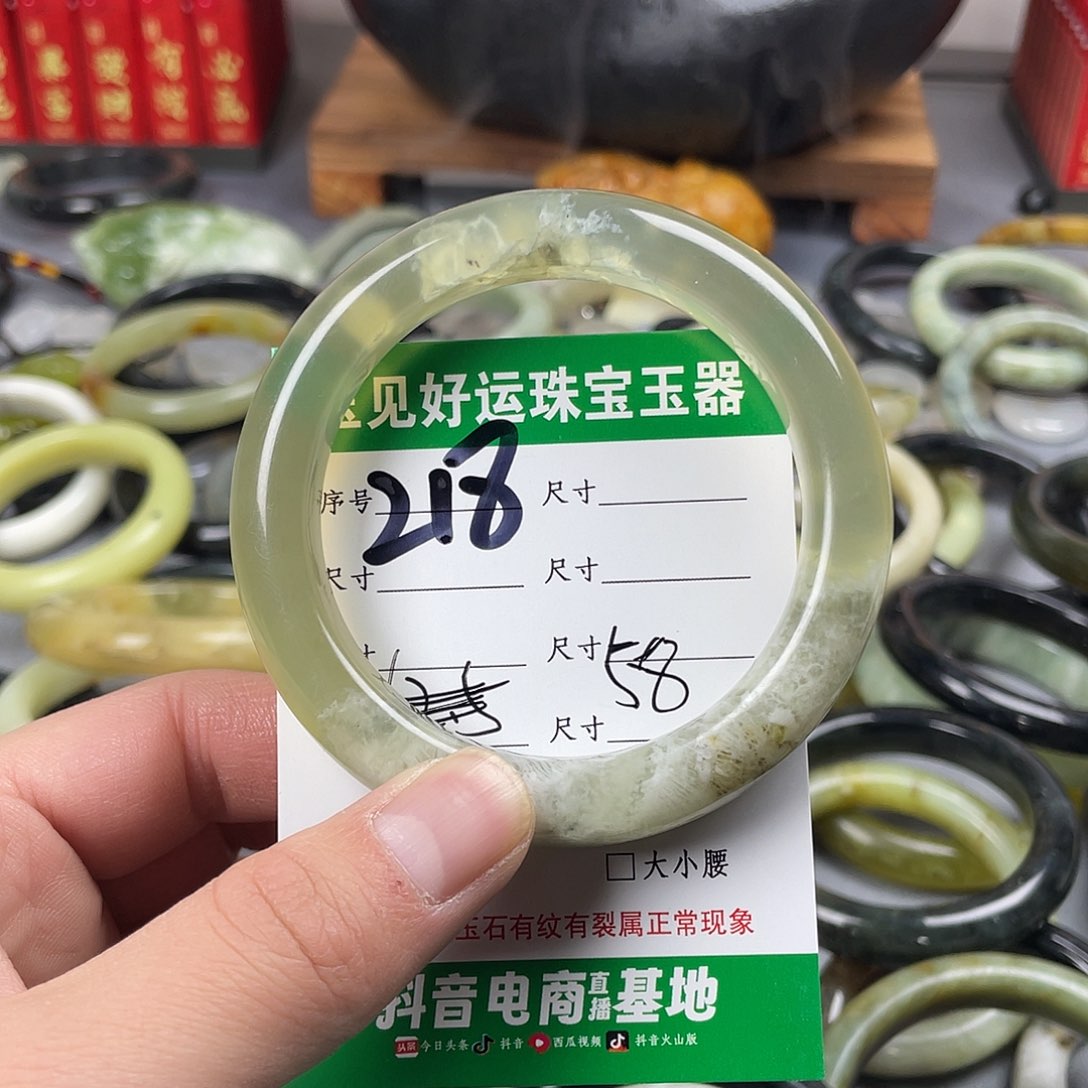 见好运珠宝玉器
序号 218 尺寸
尺寸 尺寸
尺寸 58
尺寸
□大小腰
玉石有纹有裂属正常现象
抖音电商直播基地
头条 今日头条 抖音 西瓜视频 抖音火山版